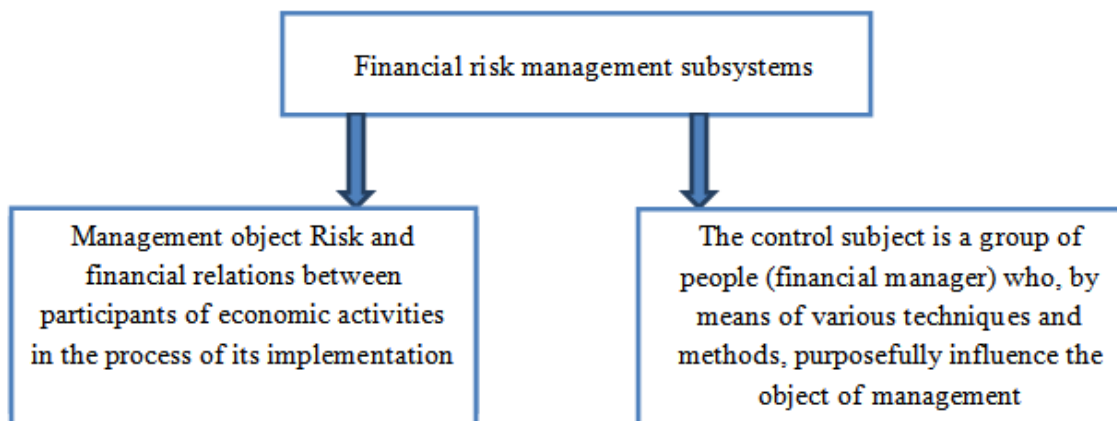 Financial risk management subsystems
Management object Risk and
financial relations between
participants of economic activities
in the process of its implementation
The control subject is a group of
people (financial manager) who, by
means of various techniques and
methods, purposefully influence the
object of management